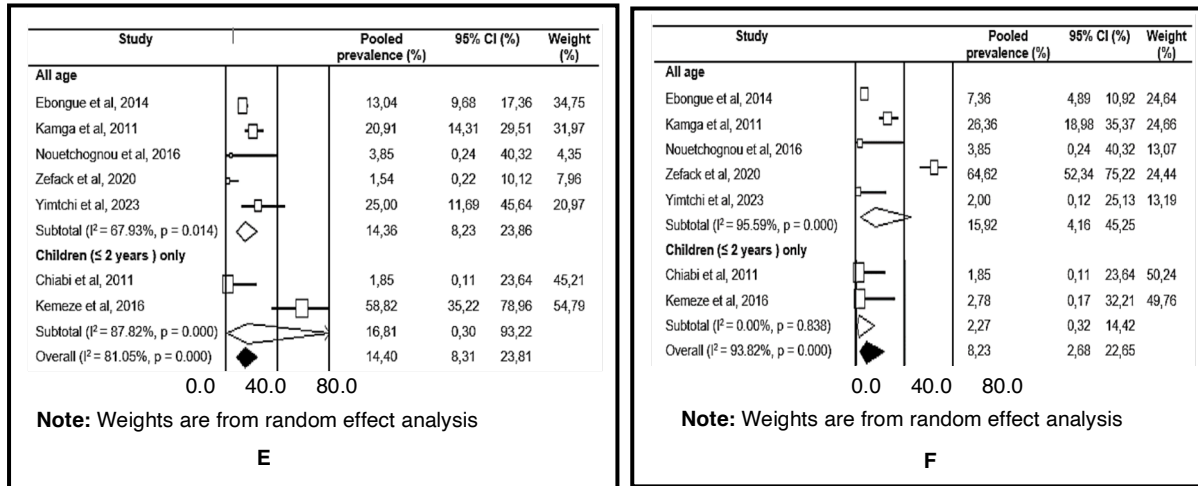 Study Pooled prevalence (%) 95% CI (%) Weight (%)
All age
Ebongue et al, 2014 13,04 9,68 17,36 34,75
Kamga et al, 2011 20,91 14,31 29,51 31,97
Nouetchognou et al, 2016 3,85 0,24 40,32 4,35
Zefack et al, 2020 1,54 0,22 10,12 7,96
Yimtchi et al, 2023 25,00 11,69 45,64 20,97
Subtotal (I² = 67.93%, p = 0.014) 14,36 8,23 23,86
Children (≤ 2 years ) only
Chiabi et al, 2011 1,85 0,11 23,64 45,21
Kemeze et al, 2016 58,82 35,22 78,96 54,79
Subtotal (I² = 87.82%, p = 0.000) 16,81 0,30 93,22
Overall (I² = 81.05%, p = 0.000) 14,40 8,31 23,81
0.0 40.0 80.0
Note: Weights are from random effect analysis
E
Study Pooled prevalence (%) 95% CI (%) Weight (%)
All age
Ebongue et al, 2014 7,36 4,89 10,92 24,64
Kamga et al, 2011 26,36 18,98 35,37 24,66
Nouetchognou et al, 2016 3,85 0,24 40,32 13,07
Zefack et al, 2020 64,62 52,34 75,22 24,44
Yimtchi et al, 2023 2,00 0,12 25,13 13,19
Subtotal (I² = 95.59%, p = 0.000) 15,92 4,16 45,25
Children (≤ 2 years ) only
Chiabi et al, 2011 1,85 0,11 23,64 50,24
Kemeze et al, 2016 2,78 0,17 32,21 49,76
Subtotal (I² = 0.00%, p = 0.838) 2,27 0,32 14,42
Overall (I² = 93.82%, p = 0.000) 8,23 2,68 22,65
0.0 40.0 80.0
Note: Weights are from random effect analysis
F